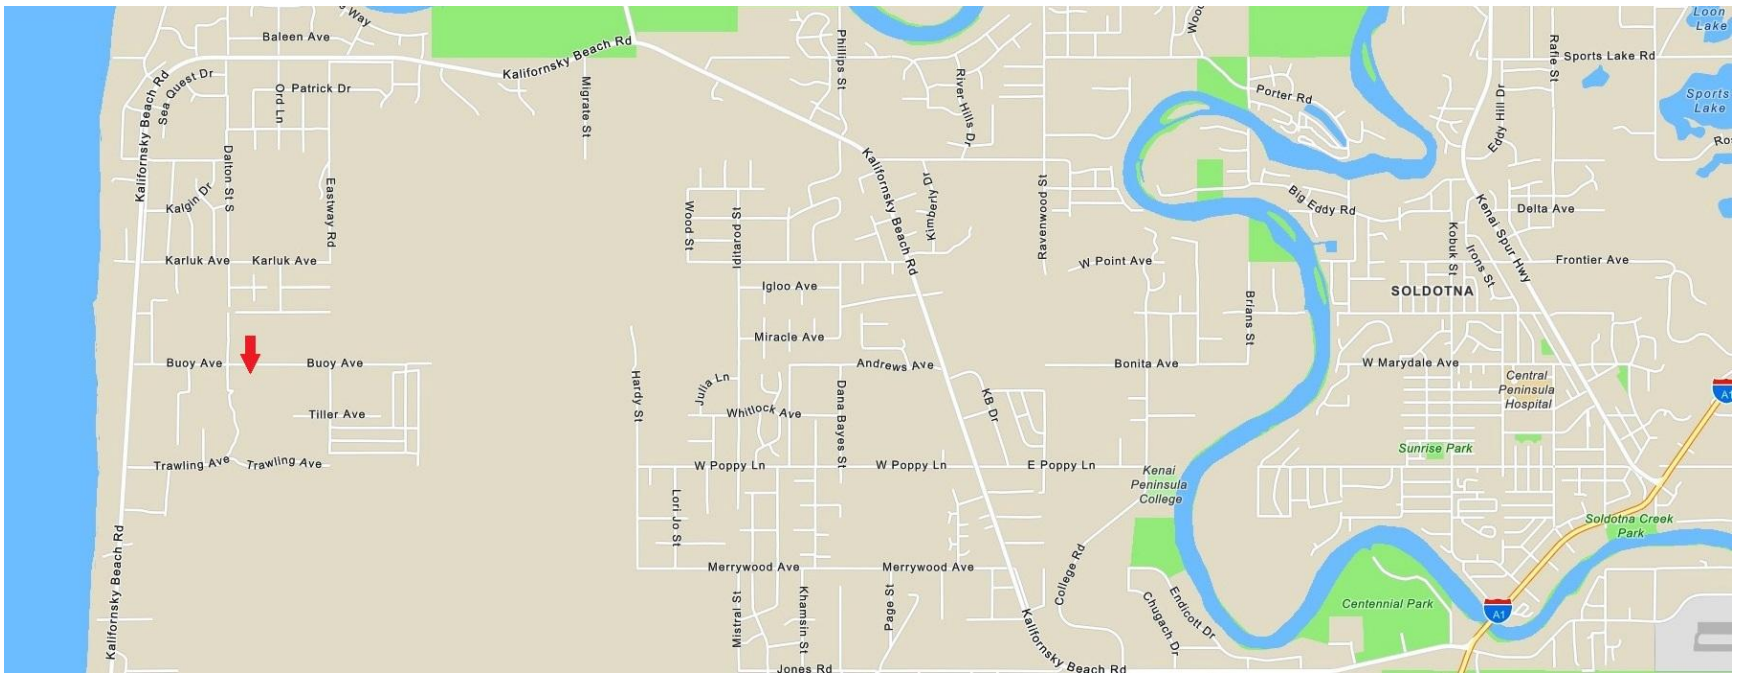 Loon
Lake
Baleen Ave
Way
Kalifornsky Beach Rd
Sea Quest Dr
Ord Ln
Patrick Dr
Migrate St
Phillips St
River Hills Dr
Porter Rd
Eddy Hill Dr
Rafle St
Sports Lake Rd
Sports
Lake
Kalifornsky Beach Rd
Dalton St S
Kalgin Dr
Eastway Rd
Wood St
Iditarod St
Kalifornsky Beach Rd
Kimberly Dr
Ravenwood St
Big Eddy Rd
Kenai Spur Hwy
Delta Ave
Kobuk St
Irons St
Karluk Ave
Karluk Ave
W Point Ave
Frontier Ave
Igloo Ave
SOLDOTNA
Brians St
Miracle Ave
Buoy Ave
Buoy Ave
Andrews Ave
Bonita Ave
W Marydale Ave
Central
Peninsula
Hospital
A1
Hardy St
Julia Ln
Whitlock Ave
Dana Bayes St
KB Dr
Tiller Ave
Sunrise Park
Trawling Ave
Trawling Ave
W Poppy Ln
W Poppy Ln
E Poppy Ln
Kenai
Peninsula
College
Lori Jo St
Soldotna Creek
Park
Kalifornsky Beach Rd
Merrywood Ave
Merrywood Ave
College Rd
Endicott Dr
Chugach Dr
Centennial Park
A1
Mistral St
Khamsin St
Page St
Kalifornsky Beach Rd
Jones Rd